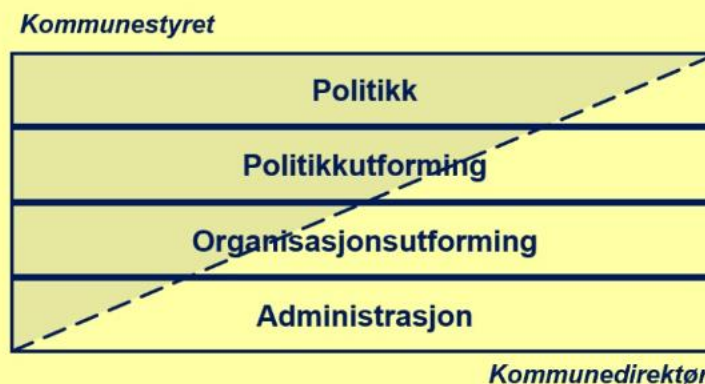 Kommunestyret
Politikk
Politikkutforming
Organisasjonsutforming
Administrasjon
Kommunedirektør